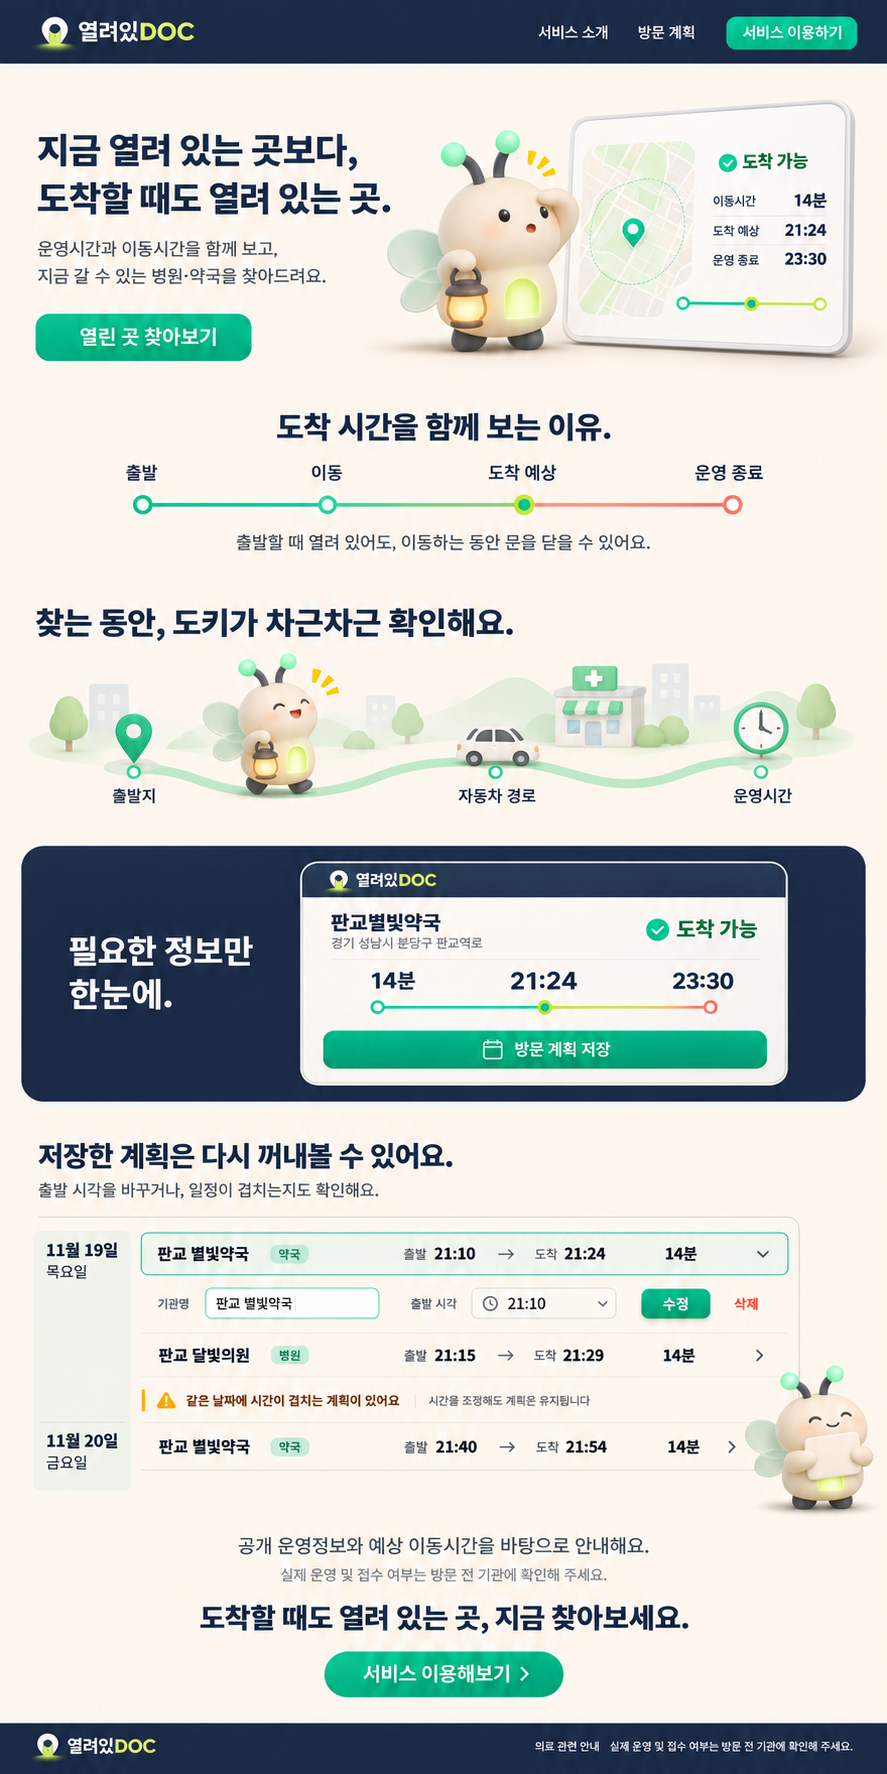 열려있DOC
서비스 소개
방문 계획
서비스 이용하기
지금 열려 있는 곳보다,
도착할 때도 열려 있는 곳.
운영시간과 이동시간을 함께 보고,
지금 갈 수 있는 병원·약국을 찾아드려요.
열린 곳 찾아보기
도착 가능
이동시간 14분
도착 예상 21:24
운영 종료 23:30
도착 시간을 함께 보는 이유.
출발 이동 도착 예상 운영 종료
출발할 때 열려 있어도, 이동하는 동안 문을 닫을 수 있어요.
찾는 동안, 도키가 차근차근 확인해요.
출발지 자동차 경로 운영시간
필요한 정보만
한눈에.
열려있DOC
판교별빛약국
경기 성남시 분당구 판교역로
도착 가능
14분 21:24 23:30
방문 계획 저장
저장한 계획은 다시 꺼내볼 수 있어요.
출발 시각을 바꾸거나, 일정이 겹치는지도 확인해요.
11월 19일
목요일
판교 별빛약국 약국 출발 21:10 → 도착 21:24 14분
기관명 판교 별빛약국 출발 시각 21:10 수정 삭제
판교 달빛의원 병원 출발 21:15 → 도착 21:29 14분
같은 날짜에 시간이 겹치는 계획이 있어요 시간을 조정해도 계획은 유지됩니다
11월 20일
금요일
판교 별빛약국 약국 출발 21:40 → 도착 21:54 14분
공개 운영정보와 예상 이동시간을 바탕으로 안내해요.
실제 운영 및 접수 여부는 방문 전 기관에 확인해 주세요.
도착할 때도 열려 있는 곳, 지금 찾아보세요.
서비스 이용해보기
열려있DOC
의료 관련 안내 실제 운영 및 접수 여부는 방문 전 기관에 확인해 주세요.